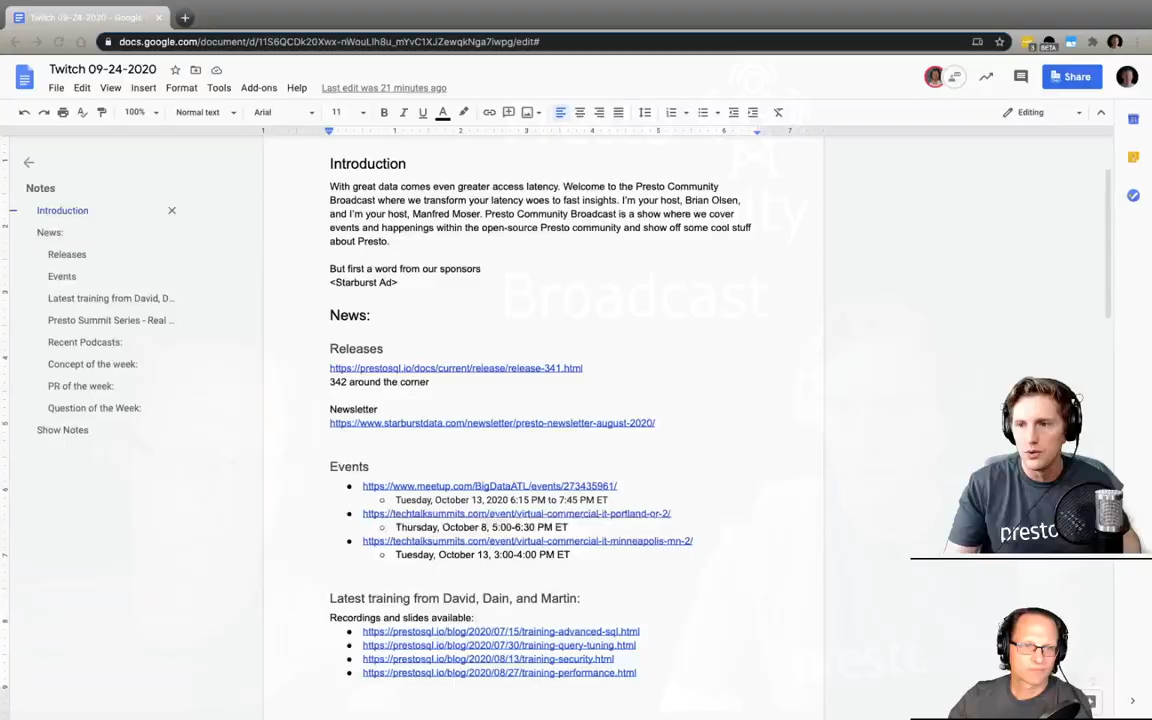 Twitch 09-24-2020 - Google
docs.google.com/document/d/11S6QCDk20Xwx-nWouLlh8u_mYvC1XJZewqkNga7iwpg/edit#
3
BETA
Twitch 09-24-2020
File Edit View Insert Format Tools Add-ons Help Last edit was 21 minutes ago
Share
100% Normal text Arial 11 B I U A Editing
1 1 2 3 4 5 6 7
Notes
Introduction
News:
Releases
Events
Latest training from David, D...
Presto Summit Series - Real ...
Recent Podcasts:
Concept of the week:
PR of the week:
Question of the Week:
Show Notes
Introduction
With great data comes even greater access latency. Welcome to the Presto Community
Broadcast where we transform your latency woes to fast insights. I'm your host, Brian Olsen,
and I'm your host, Manfred Moser. Presto Community Broadcast is a show where we cover
events and happenings within the open-source Presto community and show off some cool stuff
about Presto.
But first a word from our sponsors
<Starburst Ad>
News:
Releases
https://prestosql.io/docs/current/release/release-341.html
342 around the corner
Newsletter
https://www.starburstdata.com/newsletter/presto-newsletter-august-2020/
Events
https://www.meetup.com/BigDataATL/events/273435961/
Tuesday, October 13, 2020 6:15 PM to 7:45 PM ET
https://techtalksummits.com/event/virtual-commercial-it-portland-or-2/
Thursday, October 8, 5:00-6:30 PM ET
https://techtalksummits.com/event/virtual-commercial-it-minneapolis-mn-2/
Tuesday, October 13, 3:00-4:00 PM ET
Latest training from David, Dain, and Martin:
Recordings and slides available:
https://prestosql.io/blog/2020/07/15/training-advanced-sql.html
https://prestosql.io/blog/2020/07/30/training-query-tuning.html
https://prestosql.io/blog/2020/08/13/training-security.html
https://prestosql.io/blog/2020/08/27/training-performance.html
Broadcast
presto